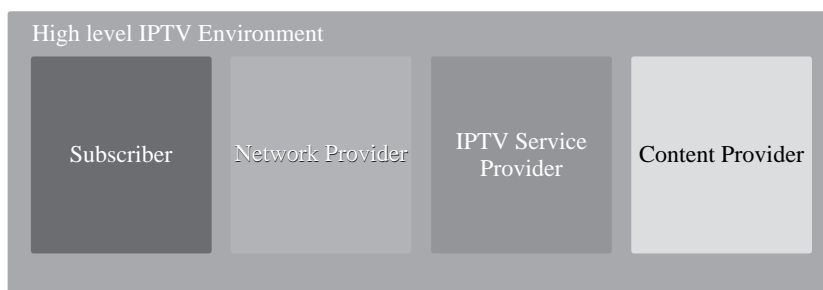 High level IPTV Environment
Subscriber
Network Provider
IPTV Service
Provider
Content Provider